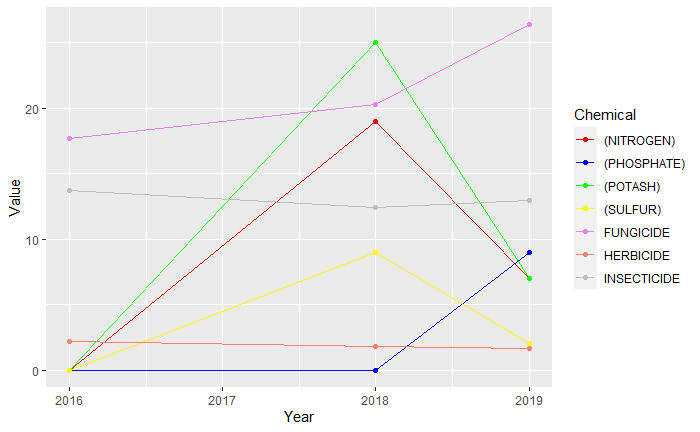 Value
20
10
0
2016
2017
2018
2019
Year
Chemical
(NITROGEN)
(PHOSPHATE)
(POTASH)
(SULFUR)
FUNGICIDE
HERBICIDE
INSECTICIDE